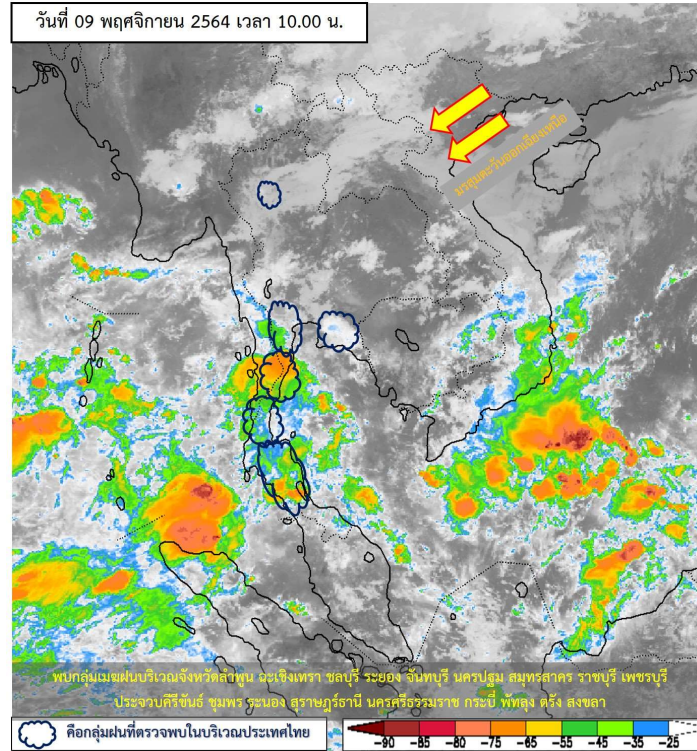 วันที่ 09 พฤศจิกายน 2564 เวลา 10.00 น.
มรสุมตะวันออกเฉียงเหนือ
พบกลุ่มเมฆฝนบริเวณจังหวัดลำพูน ฉะเชิงเทรา ชลบุรี ระยอง จันทบุรี นครปฐม สมุทรสาคร ราชบุรี เพชรบุรี
ประจวบคีรีขันธ์ ชุมพร ระนอง สุราษฎร์ธานี นครศรีธรรมราช กระบี่ พัทลุง ตรัง สงขลา
คือกลุ่มฝนที่ตรวจพบในบริเวณประเทศไทย
-90 -85 -80 -75 -65 -55 -45 -35 -25